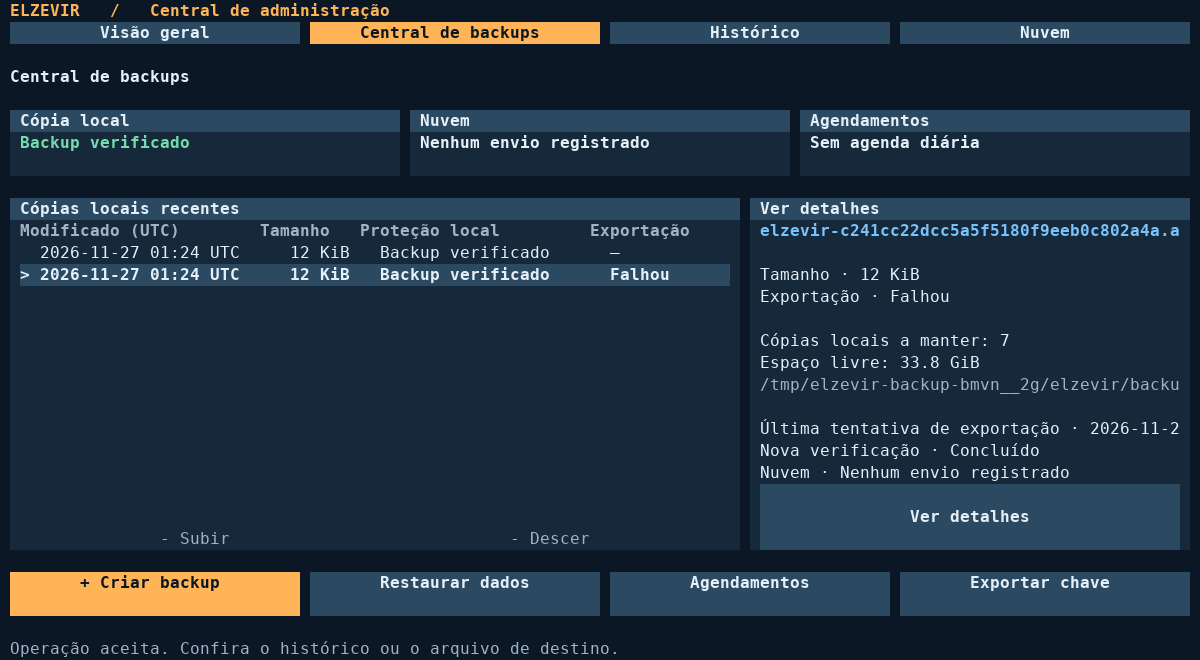 ELZEVIR / Central de administração
Visão geral Central de backups Histórico Nuvem
Central de backups
Cópia local
Backup verificado
Nuvem
Nenhum envio registrado
Agendamentos
Sem agenda diária
Cópias locais recentes
Modificado (UTC) Tamanho Proteção local Exportação
2026-11-27 01:24 UTC 12 KiB Backup verificado —
> 2026-11-27 01:24 UTC 12 KiB Backup verificado Falhou
- Subir - Descer
Ver detalhes
elzevir-c241cc22dcc5a5f5180f9eeb0c802a4a.a
Tamanho · 12 KiB
Exportação · Falhou
Cópias locais a manter: 7
Espaço livre: 33.8 GiB
/tmp/elzevir-backup-bmvn__2g/elzevir/backu
Última tentativa de exportação · 2026-11-2
Nova verificação · Concluído
Nuvem · Nenhum envio registrado
Ver detalhes
+ Criar backup Restaurar dados Agendamentos Exportar chave
Operação aceita. Confira o histórico ou o arquivo de destino.